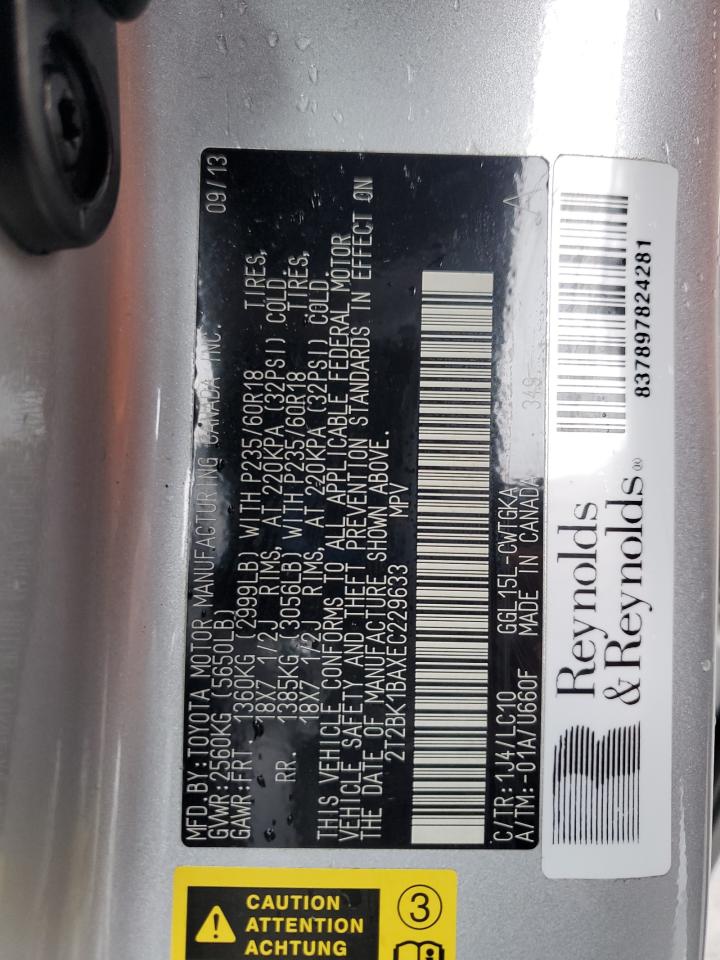 MFD. BY: TOYOTA MOTOR MANUFACTURING CANADA INC. 09/13
GVWR: 2560KG (5650LB)
GAWR: FRT. 1360KG (2999LB) WITH P235/60R18 TIRES,
18X7 1/2J RIMS, AT 220KPA (32PSI) COLD.
RR. 1385KG (3056LB) WITH P235/60R18 TIRES,
18X7 1/2J RIMS, AT 220KPA (32PSI) COLD.
THIS VEHICLE CONFORMS TO ALL APPLICABLE FEDERAL MOTOR
VEHICLE SAFETY AND THEFT PREVENTION STANDARDS IN EFFECT ON
THE DATE OF MANUFACTURE SHOWN ABOVE.
2T2BK1BAXEC229633 MPV
C/TR: 1J4/LC10 GGL15L-CWTGKA 349 A
A/TM: -01A/U660F MADE IN CANADA
Reynolds
& Reynolds®
837897824281
CAUTION
ATTENTION
ACHTUNG
3